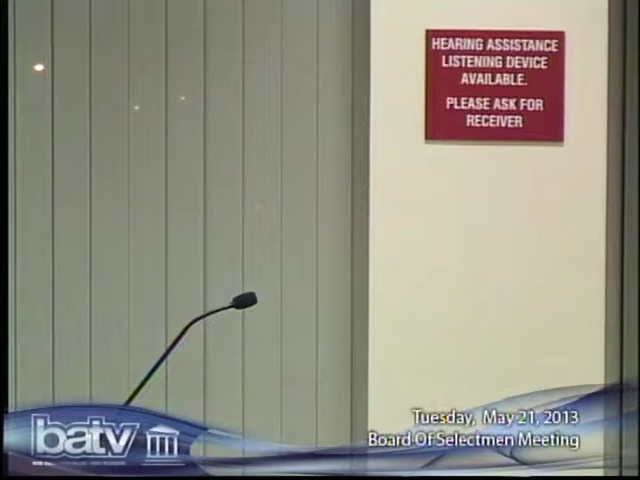 HEARING ASSISTANCE
LISTENING DEVICE
AVAILABLE.
PLEASE ASK FOR
RECEIVER
Tuesday, May 21, 2013
Board Of Selectmen Meeting
batv